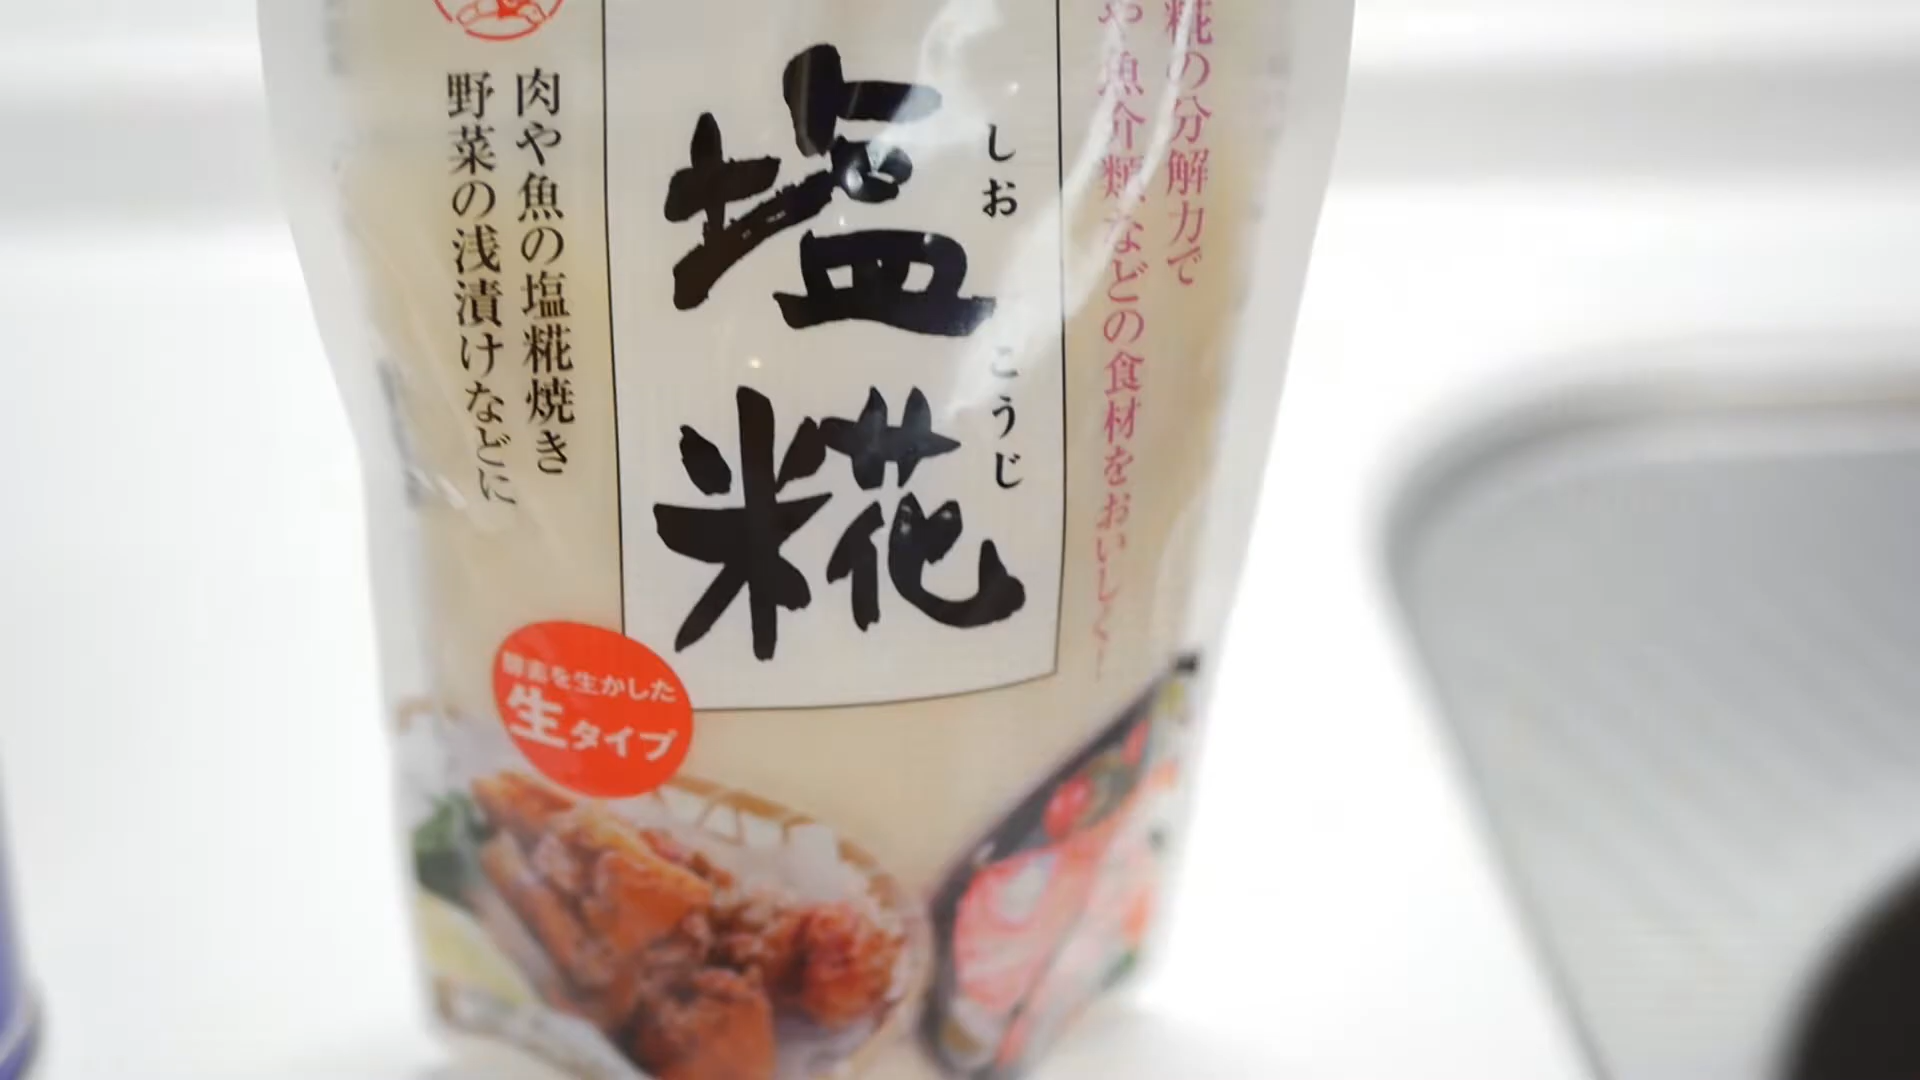 糀の分解力で
や魚介類などの食材をおいしく！
しお
こうじ
塩糀
肉や魚の塩糀焼き
野菜の浅漬けなどに
酵素を生かした
生タイプ